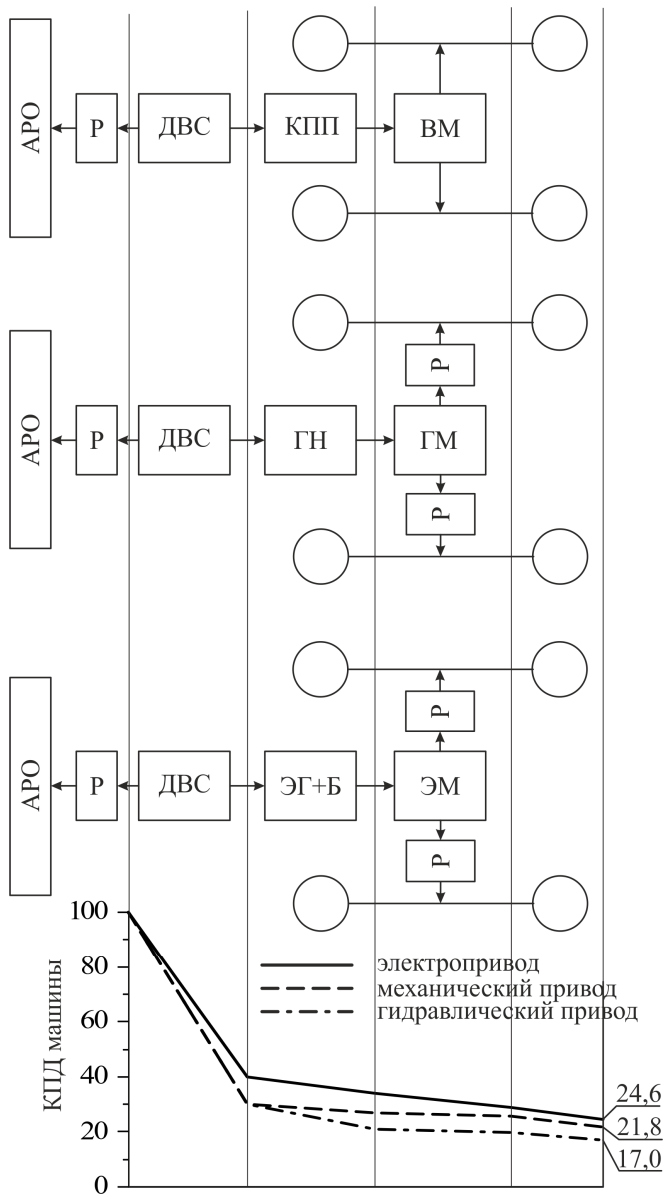 АРО
Р
ДВС
КПП
ВМ
Р
АРО
Р
ДВС
ГН
ГМ
Р
Р
АРО
Р
ДВС
ЭГ+Б
ЭМ
Р
КПД машины
100
80
60
40
20
0
электропривод
механический привод
гидравлический привод
24,6
21,8
17,0